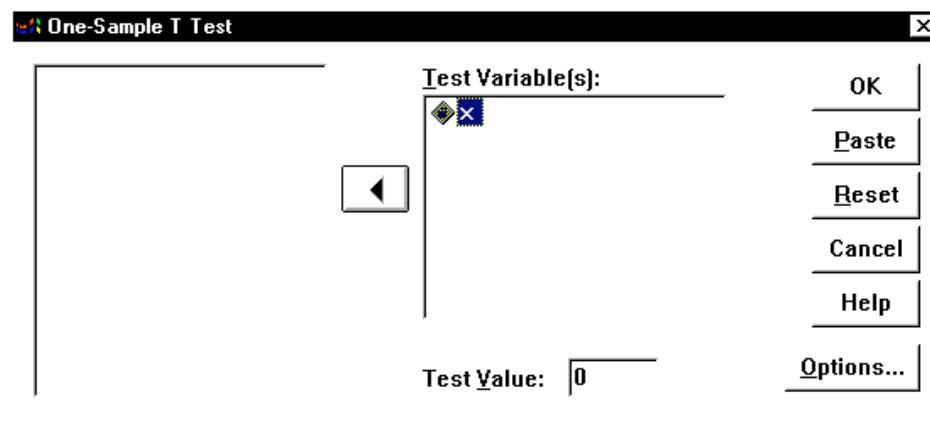 One-Sample T Test
Test Variable(s):
x
OK
Paste
Reset
Cancel
Help
Options...
Test Value: 0